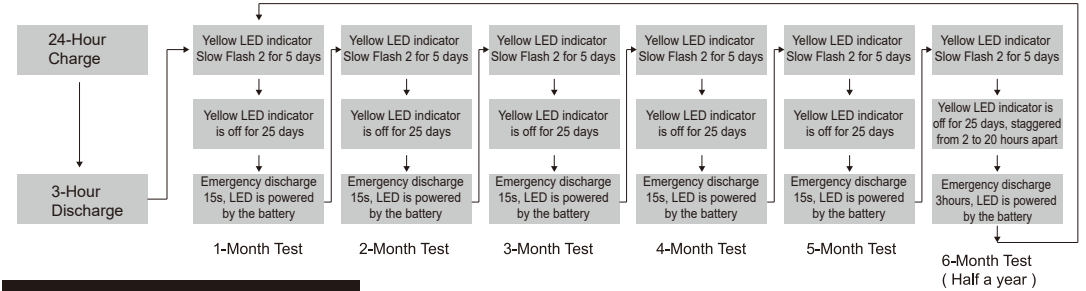 24-Hour
Charge
3-Hour
Discharge
Yellow LED indicator
Slow Flash 2 for 5 days
Yellow LED indicator
is off for 25 days
Emergency discharge
15s, LED is powered
by the battery
1-Month Test
Yellow LED indicator
Slow Flash 2 for 5 days
Yellow LED indicator
is off for 25 days
Emergency discharge
15s, LED is powered
by the battery
2-Month Test
Yellow LED indicator
Slow Flash 2 for 5 days
Yellow LED indicator
is off for 25 days
Emergency discharge
15s, LED is powered
by the battery
3-Month Test
Yellow LED indicator
Slow Flash 2 for 5 days
Yellow LED indicator
is off for 25 days
Emergency discharge
15s, LED is powered
by the battery
4-Month Test
Yellow LED indicator
Slow Flash 2 for 5 days
Yellow LED indicator
is off for 25 days
Emergency discharge
15s, LED is powered
by the battery
5-Month Test
Yellow LED indicator
Slow Flash 2 for 5 days
Yellow LED indicator is
off for 25 days, staggered
from 2 to 20 hours apart
Emergency discharge
3hours, LED is powered
by the battery
6-Month Test
( Half a year )